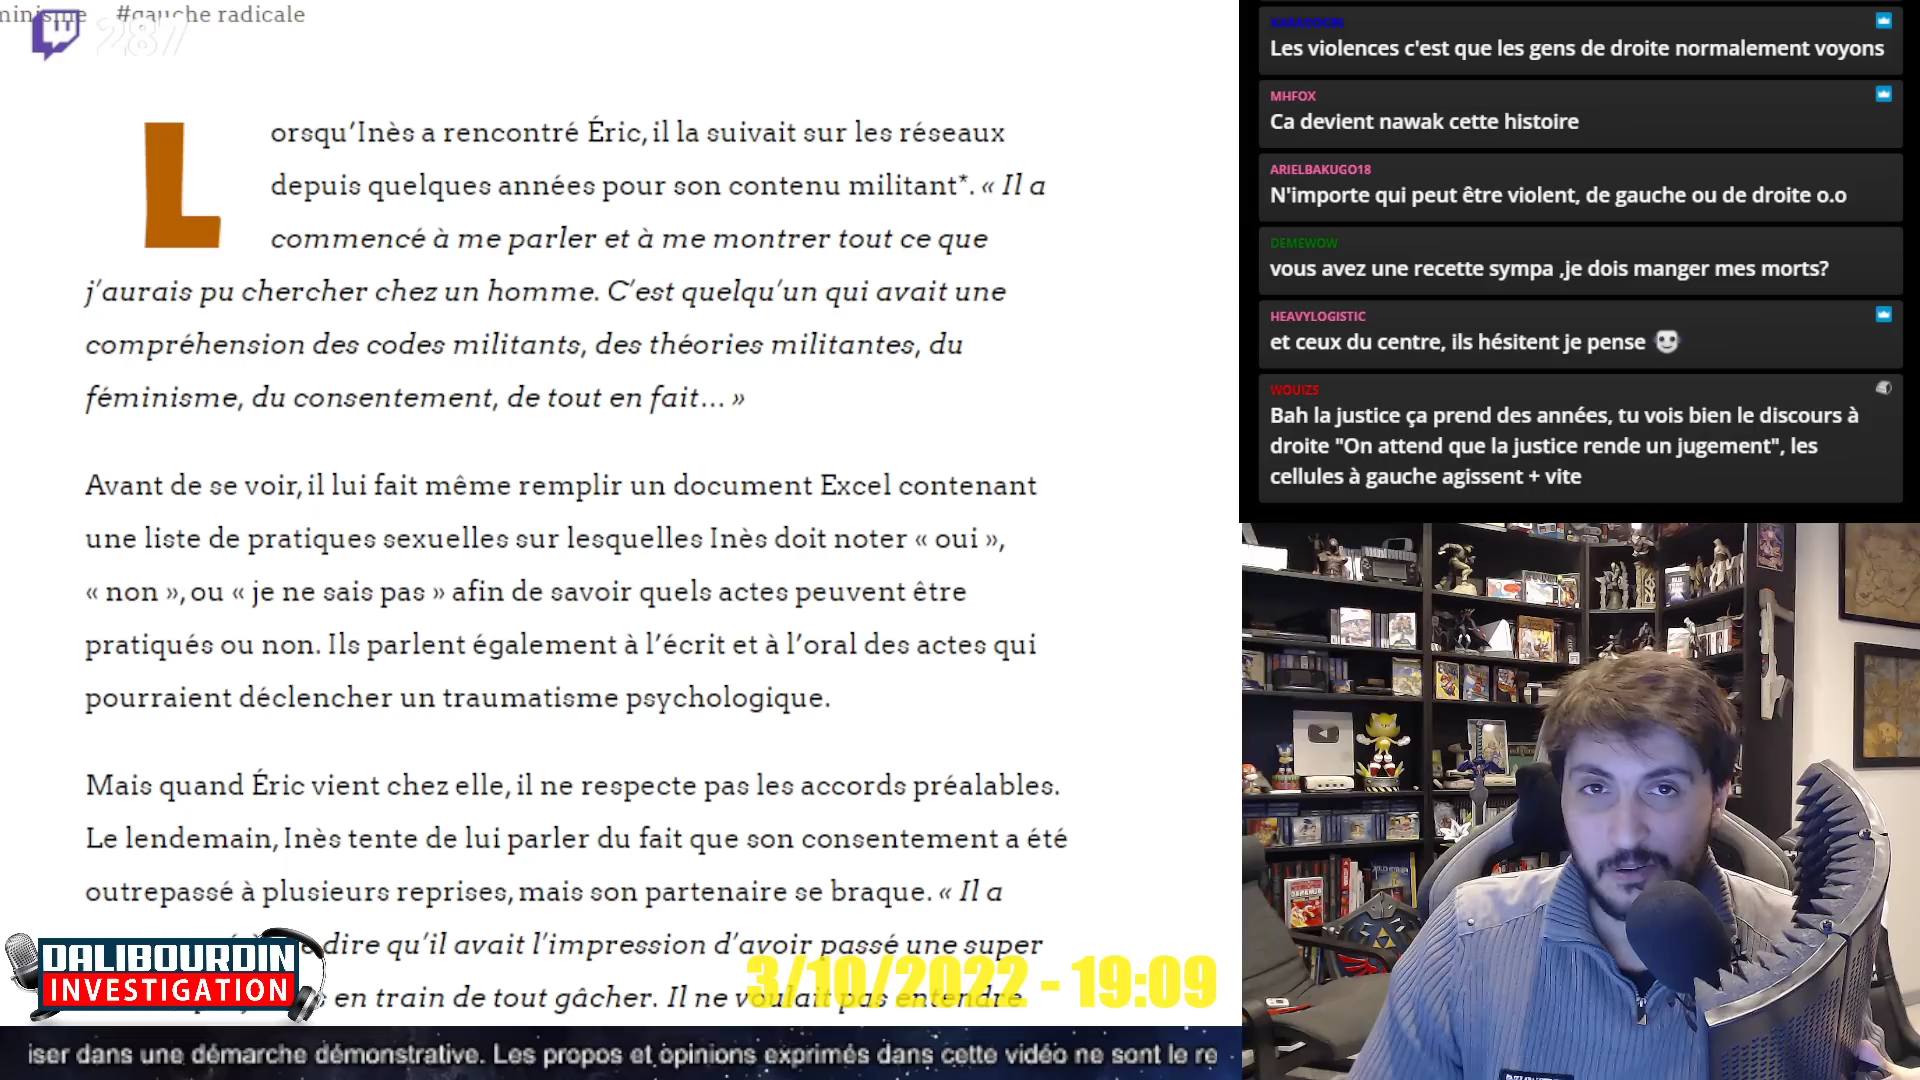 #gauche radicale
287
Lorsqu'Inès a rencontré Éric, il la suivait sur les réseaux
depuis quelques années pour son contenu militant*. « Il a
commencé à me parler et à me montrer tout ce que
j'aurais pu chercher chez un homme. C'est quelqu'un qui avait une
compréhension des codes militants, des théories militantes, du
féminisme, du consentement, de tout en fait... »
Avant de se voir, il lui fait même remplir un document Excel contenant
une liste de pratiques sexuelles sur lesquelles Inès doit noter « oui »,
« non », ou « je ne sais pas » afin de savoir quels actes peuvent être
pratiqués ou non. Ils parlent également à l'écrit et à l'oral des actes qui
pourraient déclencher un traumatisme psychologique.
Mais quand Éric vient chez elle, il ne respecte pas les accords préalables.
Le lendemain, Inès tente de lui parler du fait que son consentement a été
outrepassé à plusieurs reprises, mais son partenaire se braque. « Il a
dire qu'il avait l'impression d'avoir passé une super
en train de tout gâcher. Il ne voulait pas entendre
DALIBOURDIN
INVESTIGATION
3/10/2022 - 19:09
iser dans une démarche démonstrative. Les propos et opinions exprimés dans cette vidéo ne sont le re
Les violences c'est que les gens de droite normalement voyons
MHFOX
Ca devient nawak cette histoire
ARIELBAKUGO18
N'importe qui peut être violent, de gauche ou de droite o.o
DEMEWOW
vous avez une recette sympa ,je dois manger mes morts?
HEAVYLOGISTIC
et ceux du centre, ils hésitent je pense
WOUIZS
Bah la justice ça prend des années, tu vois bien le discours à
droite "On attend que la justice rende un jugement", les
cellules à gauche agissent + vite